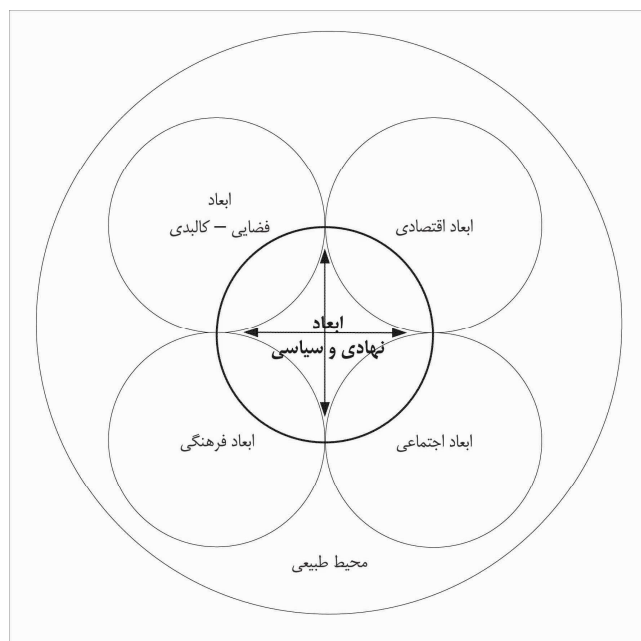 ابعاد
فضایی – کالبدی
ابعاد اقتصادی
ابعاد
نهادی و سیاسی
ابعاد فرهنگی
ابعاد اجتماعی
محیط طبیعی